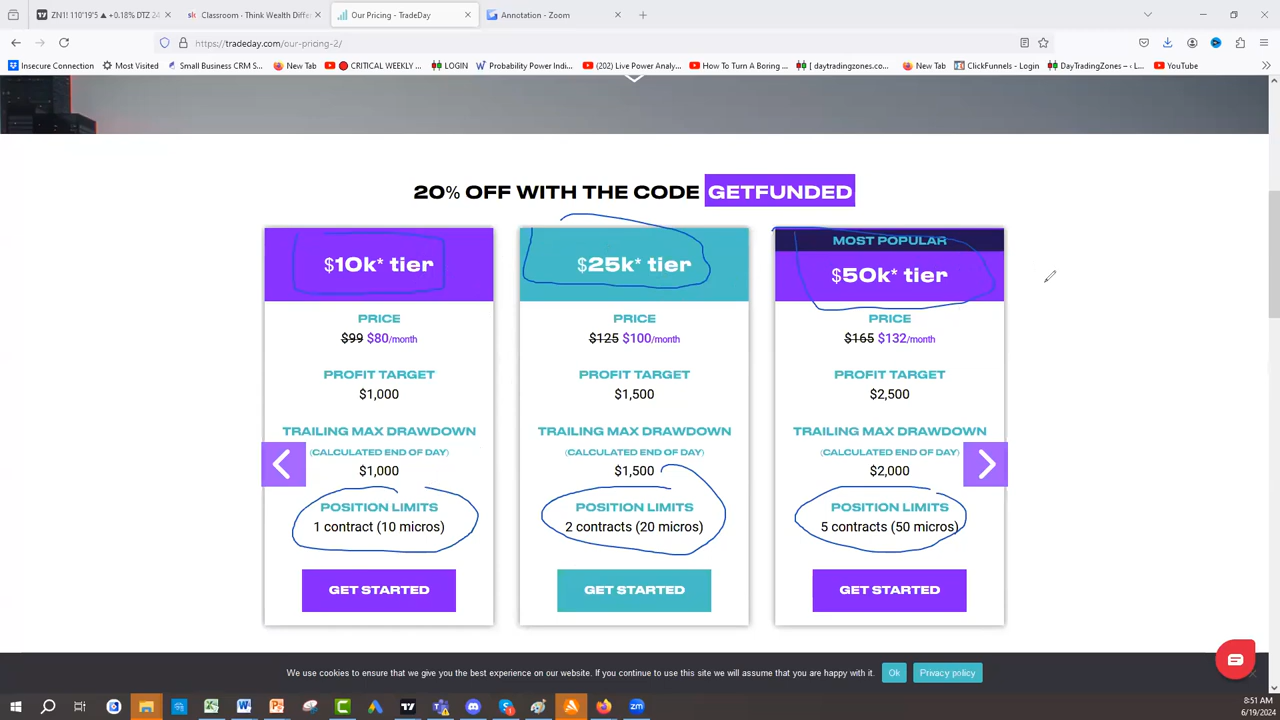 ZN1! 110'19'5 ▲ +0.18% DTZ 24
Classroom - Think Wealth Diffe
Our Pricing - TradeDay
Annotation - Zoom
https://tradeday.com/our-pricing-2/
Insecure Connection
Most Visited
Small Business CRM S...
New Tab
CRITICAL WEEKLY ...
LOGIN
Probability Power Indi...
(202) Live Power Analy...
How To Turn A Boring ...
[ daytradingzones.co...
New Tab
ClickFunnels - Login
DayTradingZones – ‹ L...
YouTube
20% OFF WITH THE CODE GETFUNDED
$10k* tier
PRICE
$99 $80/month
PROFIT TARGET
$1,000
TRAILING MAX DRAWDOWN
(CALCULATED END OF DAY)
$1,000
POSITION LIMITS
1 contract (10 micros)
GET STARTED
$25k* tier
PRICE
$125 $100/month
PROFIT TARGET
$1,500
TRAILING MAX DRAWDOWN
(CALCULATED END OF DAY)
$1,500
POSITION LIMITS
2 contracts (20 micros)
GET STARTED
MOST POPULAR
$50k* tier
PRICE
$165 $132/month
PROFIT TARGET
$2,500
TRAILING MAX DRAWDOWN
(CALCULATED END OF DAY)
$2,000
POSITION LIMITS
5 contracts (50 micros)
GET STARTED
We use cookies to ensure that we give you the best experience on our website. If you continue to use this site we will assume that you are happy with it.
Ok
Privacy policy
8:51 AM
6/19/2024